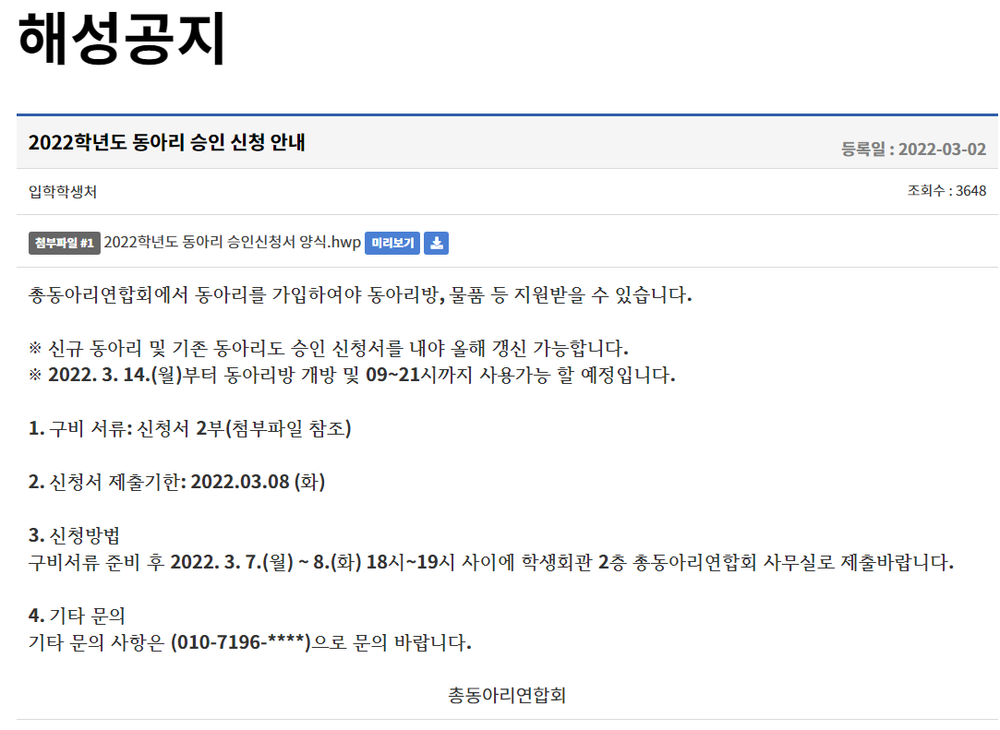 해성공지
2022학년도 동아리 승인 신청 안내
등록일 : 2022-03-02
입학학생처
조회수 : 3648
첨부파일 #1 2022학년도 동아리 승인신청서 양식.hwp 미리보기
총동아리연합회에서 동아리를 가입하여야 동아리방, 물품 등 지원받을 수 있습니다.
※ 신규 동아리 및 기존 동아리도 승인 신청서를 내야 올해 갱신 가능합니다.
※ 2022. 3. 14.(월)부터 동아리방 개방 및 09~21시까지 사용가능 할 예정입니다.
1. 구비 서류: 신청서 2부(첨부파일 참조)
2. 신청서 제출기한: 2022.03.08 (화)
3. 신청방법
구비서류 준비 후 2022. 3. 7.(월) ~ 8.(화) 18시~19시 사이에 학생회관 2층 총동아리연합회 사무실로 제출바랍니다.
4. 기타 문의
기타 문의 사항은 (010-7196-****)으로 문의 바랍니다.
총동아리연합회